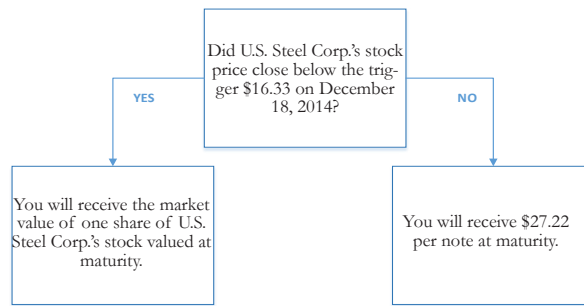 Did U.S. Steel Corp.'s stock
price close below the trig-
ger $16.33 on December
18, 2014?
YES
NO
You will receive the market
value of one share of U.S.
Steel Corp.'s stock valued at
maturity.
You will receive $27.22
per note at maturity.